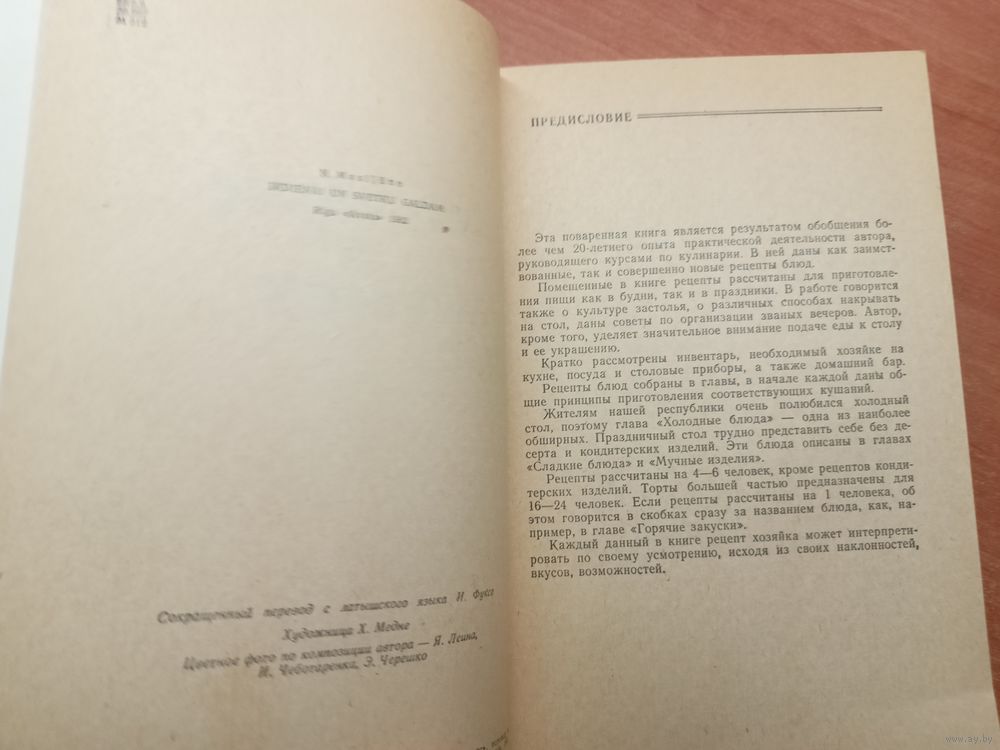 Сокращенный перевод с латышского языка И.
Художница Х. Медне
Цветное фото по композиции автора — Я. Леина,
И. Чеботаренка, Э. Черешко
ПРЕДИСЛОВИЕ
Эта поваренная книга является результатом обобщения бо-
лее чем 20-летнего опыта практической деятельности автора,
руководящего курсами по кулинарии. В ней даны как заимст-
вованные, так и совершенно новые рецепты блюд.
Помещенные в книге рецепты рассчитаны для приготовле-
ния пищи как в будни, так и в праздники. В работе говорится
также о культуре застолья, о различных способах накрывать
на стол, даны советы по организации званых вечеров. Автор,
кроме того, уделяет значительное внимание подаче еды к столу
и ее украшению.
Кратко рассмотрены инвентарь, необходимый хозяйке на
кухне, посуда и столовые приборы, а также домашний бар.
Рецепты блюд собраны в главы, в начале каждой даны об-
щие принципы приготовления соответствующих кушаний.
Жителям нашей республики очень полюбился холодный
стол, поэтому глава «Холодные блюда» — одна из наиболее
обширных. Праздничный стол трудно представить себе без де-
серта и кондитерских изделий. Эти блюда описаны в главах
«Сладкие блюда» и «Мучные изделия».
Рецепты рассчитаны на 4—6 человек, кроме рецептов конди-
терских изделий. Торты большей частью предназначены для
16—24 человек. Если рецепты рассчитаны на 1 человека, об
этом говорится в скобках сразу за названием блюда, как, на-
пример, в главе «Горячие закуски».
Каждый данный в книге рецепт хозяйка может интерпрети-
ровать по своему усмотрению, исходя из своих наклонностей,
вкусов, возможностей.
www.ay.by